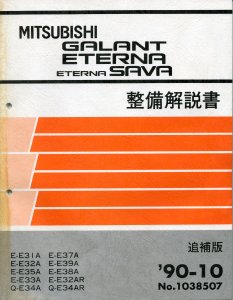 MITSUBISHI
GALANT
ETERNA
ETERNA SAVA
整備解説書
追補版
E-E31A E-E37A
E-E32A E-E39A
E-E35A E-E38A
E-E33A E-E32AR
Q-E34A Q-E34AR
'90-10
No.1038507